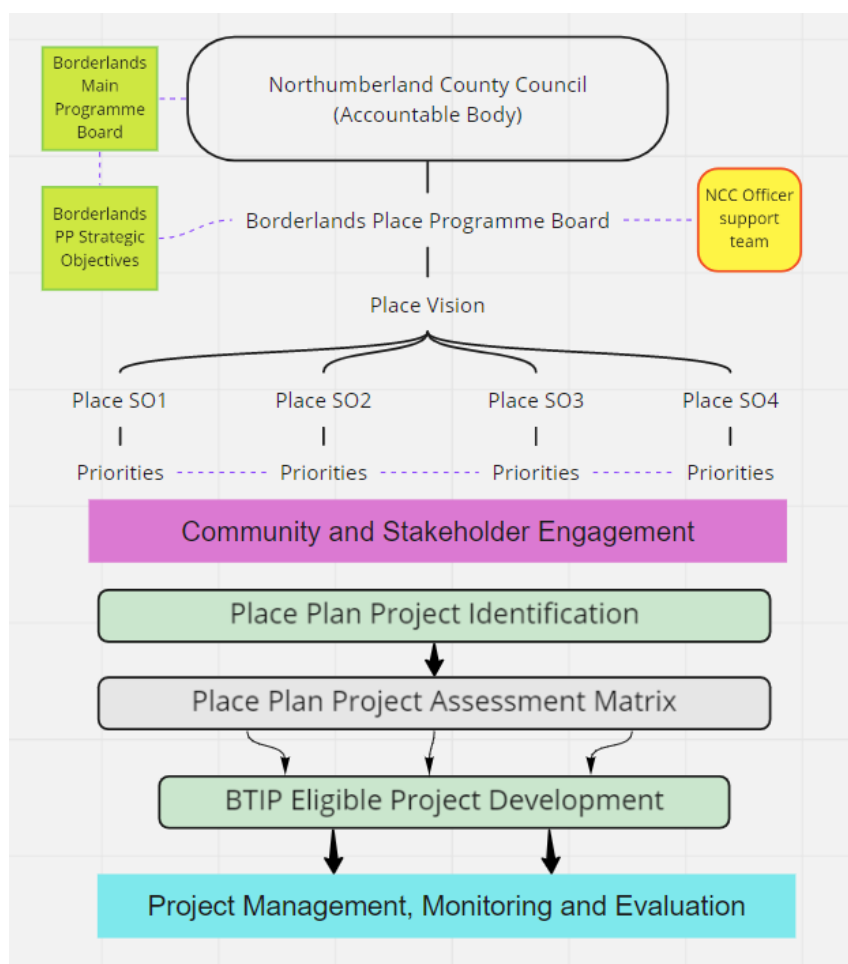 Borderlands
Main
Programme
Board
Northumberland County Council
(Accountable Body)
Borderlands
PP Strategic
Objectives
Borderlands Place Programme Board
NCC Officer
support
team
Place Vision
Place SO1
Place SO2
Place SO3
Place SO4
Priorities
Priorities
Priorities
Priorities
Community and Stakeholder Engagement
Place Plan Project Identification
Place Plan Project Assessment Matrix
BTIP Eligible Project Development
Project Management, Monitoring and Evaluation